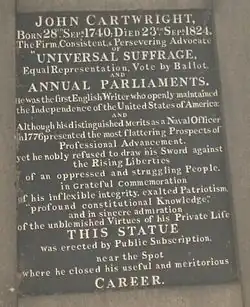 JOHN CARTWRIGHT,
BORN 28TH SEPR. 1740, DIED 23RD SEPR. 1824.
The Firm, Consistent & Persevering Advocate
OF
UNIVERSAL SUFFRAGE,
Equal Representation, Vote by Ballot,
AND
ANNUAL PARLIAMENTS.
He was the first English Writer who openly maintained
the Independence of the United States of America:
AND
Although his distinguished Merits as a Naval Officer
in 1776 presented the most flattering Prospects of
Professional Advancement,
yet he nobly refused to draw his Sword against
the Rising Liberties
of an oppressed and struggling People.
in Grateful Commemoration
of his inflexible integrity, exalted Patriotism,
"profound constitutional Knowledge,"
and in sincere admiration
of the unblemished Virtues of his Private Life
THIS STATUE
was erected by Public Subscription,
near the Spot
where he closed his useful and meritorious
CAREER.